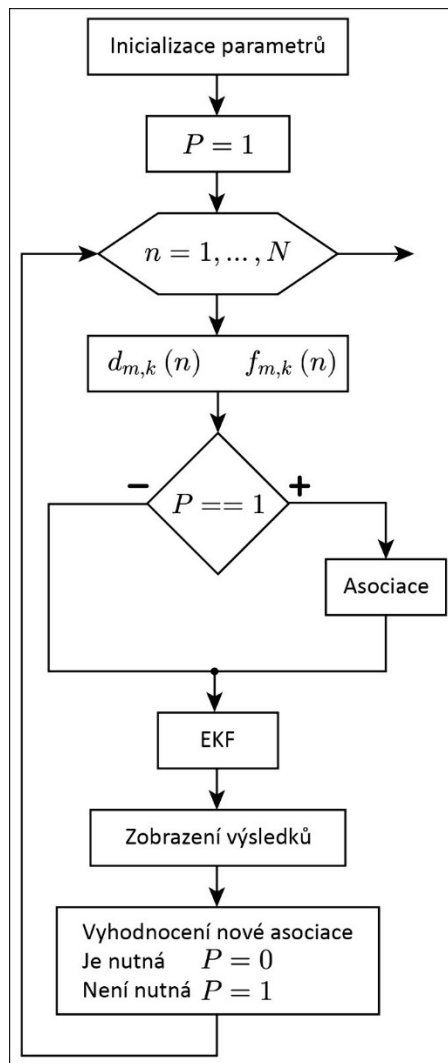 Inicializace parametrů
P = 1
n = 1, ..., N
d_{m,k} (n) f_{m,k} (n)
− P == 1 +
Asociace
EKF
Zobrazení výsledků
Vyhodnocení nové asociace
Je nutná P = 0
Není nutná P = 1